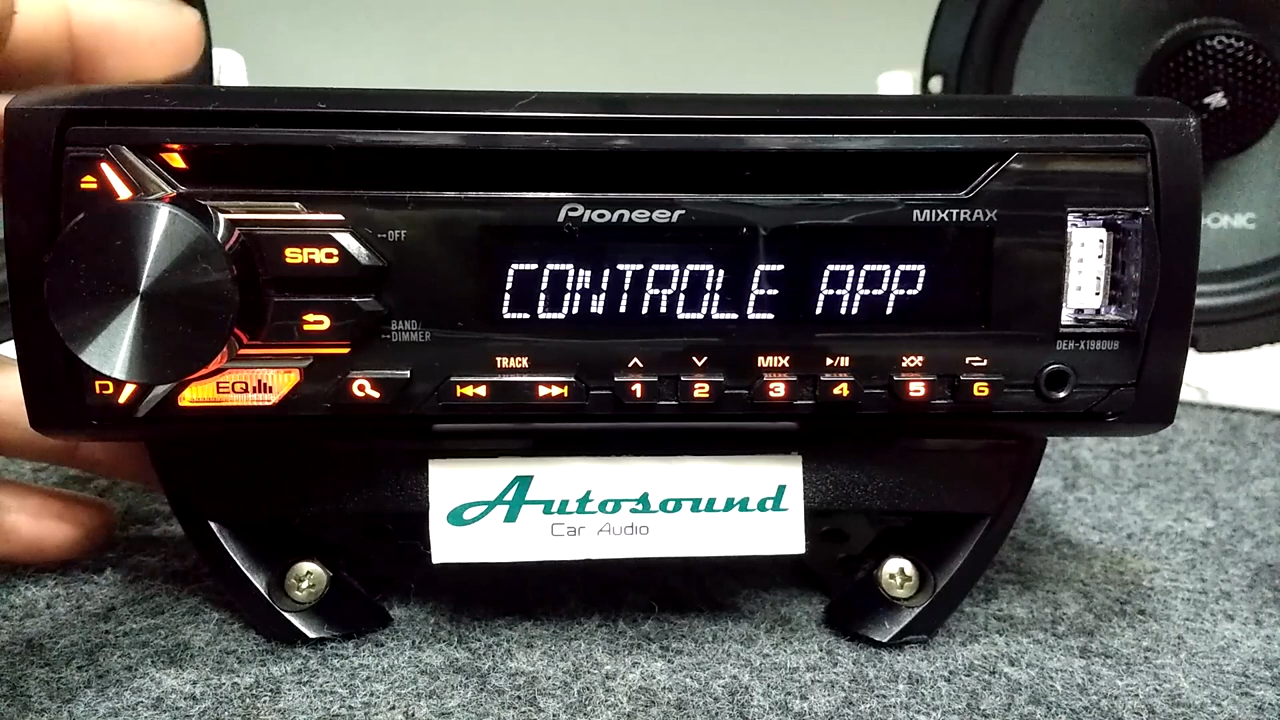 Pioneer
MIXTRAX
OFF
SRC
CONTROLE APP
BAND/
DIMMER
DEH-X1980UB
TRACK
MIX
EQ
1 2 3 4 5 6
D
Autosound
Car Audio
ONIC